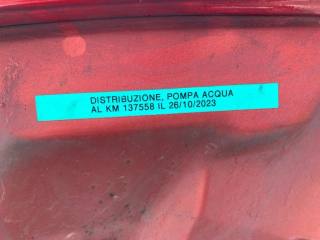 DISTRIBUZIONE, POMPA ACQUA
AL KM 137558 IL 26/10/2023